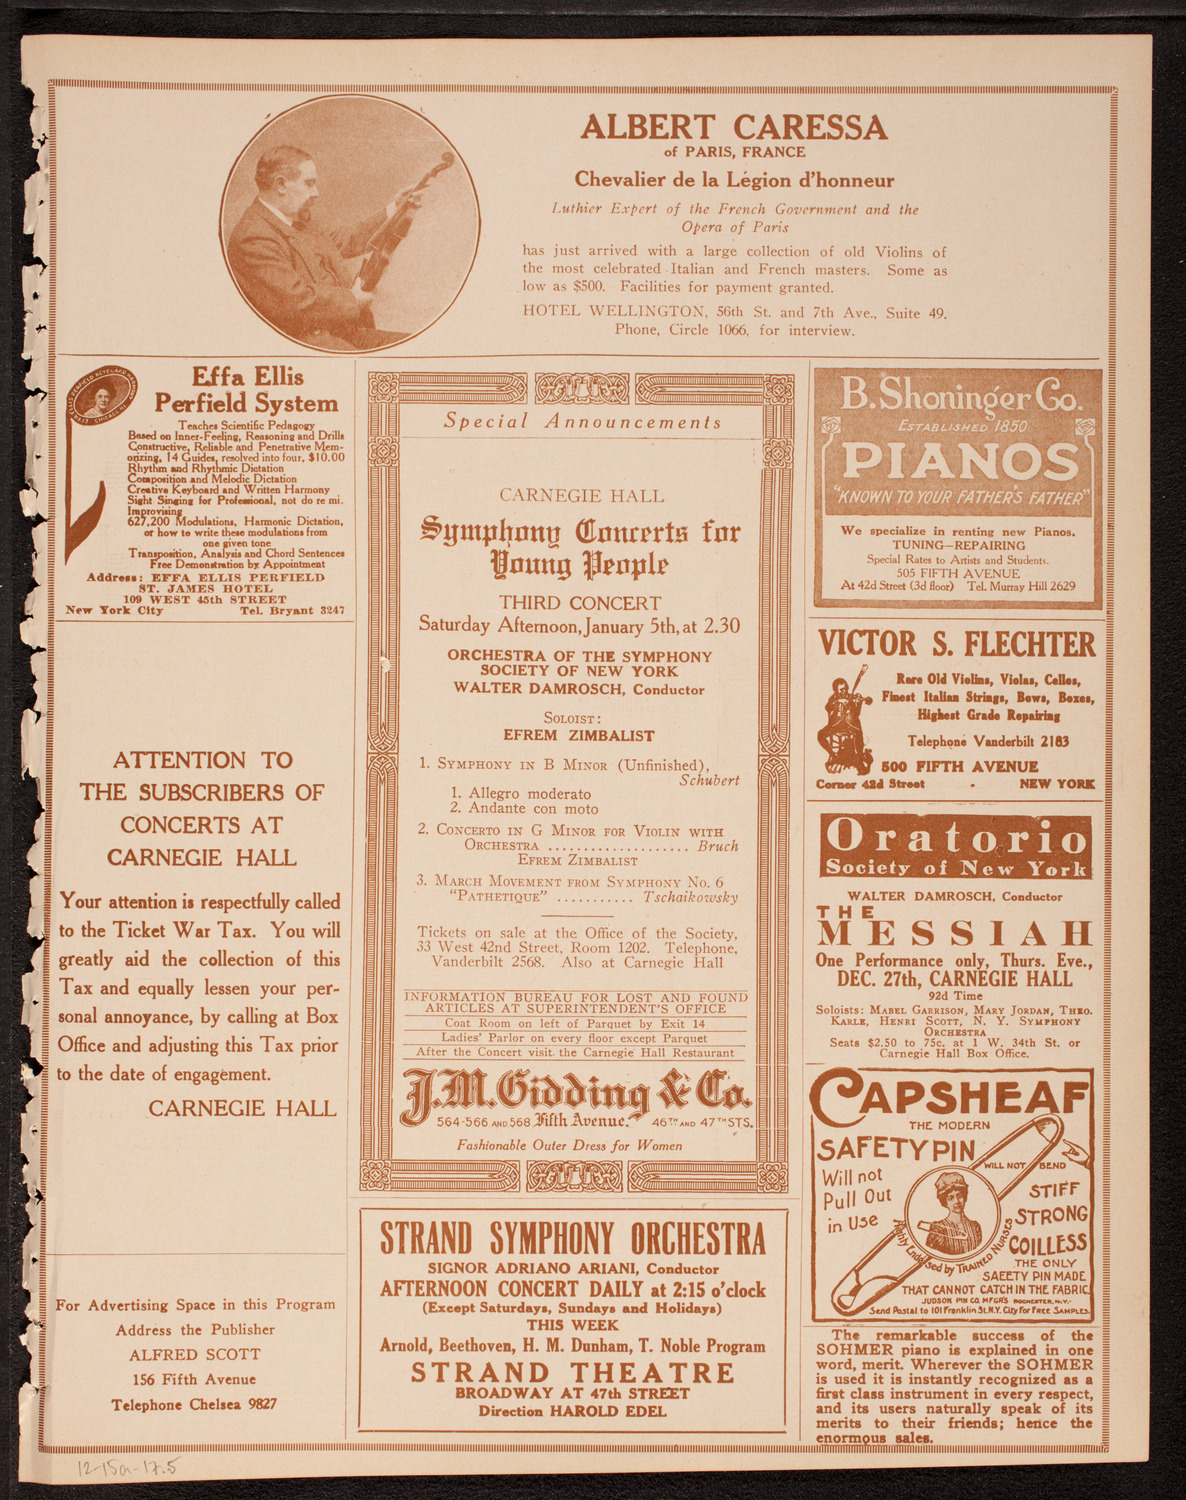 ALBERT CARESSA
of PARIS, FRANCE
Chevalier de la Légion d'honneur
Luthier Expert of the French Government and the
Opera of Paris
has just arrived with a large collection of old Violins of
the most celebrated Italian and French masters. Some as
low as $500. Facilities for payment granted.
HOTEL WELLINGTON, 56th St. and 7th Ave., Suite 49.
Phone, Circle 1066, for interview.
Effa Ellis
Perfield System
Teaches Scientific Pedagogy
Based on Inner-Feeling, Reasoning and Drills
Constructive, Reliable and Penetrative Mem-
orizing, 14 Guides, resolved into four, $10.00
Rhythm and Rhythmic Dictation
Composition and Melodic Dictation
Creative Keyboard and Written Harmony
Sight Singing for Professional, not do re mi.
Improvising
627,200 Modulations, Harmonic Dictation,
or how to write these modulations from
one given tone
Transposition, Analysis and Chord Sentences
Free Demonstration by Appointment
Address: EFFA ELLIS PERFIELD
ST. JAMES HOTEL
109 WEST 45th STREET
New York City Tel. Bryant 3247
ATTENTION TO
THE SUBSCRIBERS OF
CONCERTS AT
CARNEGIE HALL
Your attention is respectfully called
to the Ticket War Tax. You will
greatly aid the collection of this
Tax and equally lessen your per-
sonal annoyance, by calling at Box
Office and adjusting this Tax prior
to the date of engagement.
CARNEGIE HALL
For Advertising Space in this Program
Address the Publisher
ALFRED SCOTT
156 Fifth Avenue
Telephone Chelsea 9827
Special Announcements
CARNEGIE HALL
Symphony Concerts for
Young People
THIRD CONCERT
Saturday Afternoon, January 5th, at 2.30
ORCHESTRA OF THE SYMPHONY
SOCIETY OF NEW YORK
WALTER DAMROSCH, Conductor
SOLOIST:
EFREM ZIMBALIST
1. SYMPHONY IN B MINOR (Unfinished),
Schubert
1. Allegro moderato
2. Andante con moto
2. CONCERTO IN G MINOR FOR VIOLIN WITH
ORCHESTRA ................... Bruch
EFREM ZIMBALIST
3. MARCH MOVEMENT FROM SYMPHONY NO. 6
"PATHETIQUE" ........... Tschaikowsky
Tickets on sale at the Office of the Society,
33 West 42nd Street, Room 1202. Telephone,
Vanderbilt 2568. Also at Carnegie Hall
INFORMATION BUREAU FOR LOST AND FOUND
ARTICLES AT SUPERINTENDENT'S OFFICE
Coat Room on left of Parquet by Exit 14
Ladies' Parlor on every floor except Parquet
After the Concert visit the Carnegie Hall Restaurant
J.M. Gidding & Co.
564-566 AND 568 Fifth Avenue. 46TH AND 47TH STS.
Fashionable Outer Dress for Women
STRAND SYMPHONY ORCHESTRA
SIGNOR ADRIANO ARIANI, Conductor
AFTERNOON CONCERT DAILY at 2:15 o'clock
(Except Saturdays, Sundays and Holidays)
THIS WEEK
Arnold, Beethoven, H. M. Dunham, T. Noble Program
STRAND THEATRE
BROADWAY AT 47th STREET
Direction HAROLD EDEL
B. Shoninger Co.
ESTABLISHED 1850
PIANOS
"KNOWN TO YOUR FATHER'S FATHER"
We specialize in renting new Pianos.
TUNING—REPAIRING
Special Rates to Artists and Students.
505 FIFTH AVENUE
At 42d Street (3d floor) Tel. Murray Hill 2629
VICTOR S. FLECHTER
Rare Old Violins, Violas, Cellos,
Finest Italian Strings, Bows, Boxes,
Highest Grade Repairing
Telephone Vanderbilt 2183
500 FIFTH AVENUE
Corner 42d Street - NEW YORK
Oratorio
Society of New York
WALTER DAMROSCH, Conductor
THE
MESSIAH
One Performance only, Thurs. Eve.,
DEC. 27th, CARNEGIE HALL
92d Time
Soloists: MABEL GARRISON, MARY JORDAN, THEO.
KARLE, HENRI SCOTT, N. Y. SYMPHONY
ORCHESTRA
Seats $2.50 to 75c. at 1 W. 34th St. or
Carnegie Hall Box Office.
CAPSHEAF
THE MODERN
SAFETY PIN
WILL NOT BEND
Will not
Pull Out
in Use
STIFF
STRONG
COILLESS
Highly Endorsed by TRAINED NURSES
THE ONLY
SAFETY PIN MADE
THAT CANNOT CATCH IN THE FABRIC.
JUDSON PIN CO. MFGRS ROCHESTER, N.Y.
Send Postal to 101 Franklin St. N.Y. City for FREE SAMPLES.
The remarkable success of the
SOHMER piano is explained in one
word, merit. Wherever the SOHMER
is used it is instantly recognized as a
first class instrument in every respect,
and its users naturally speak of its
merits to their friends; hence the
enormous sales.
12-15a-17.5